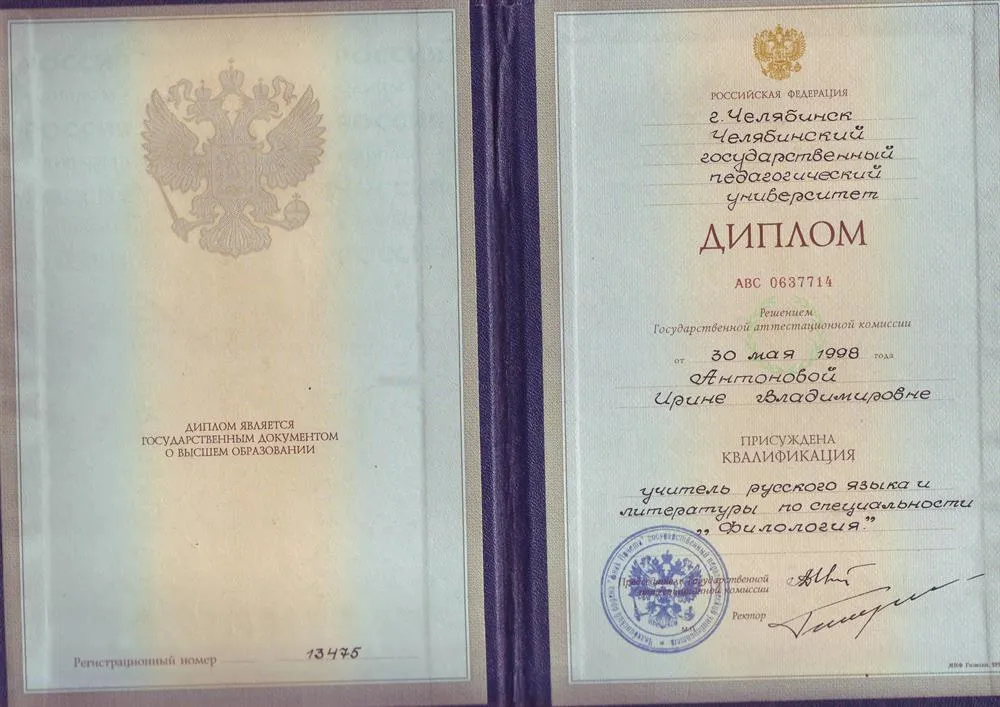 ДИПЛОМ ЯВЛЯЕТСЯ
ГОСУДАРСТВЕННЫМ ДОКУМЕНТОМ
О ВЫСШЕМ ОБРАЗОВАНИИ
Регистрационный номер 13475
РОССИЙСКАЯ ФЕДЕРАЦИЯ
г. Челябинск
Челябинский
государственный
педагогический
университет
ДИПЛОМ
АВС 0637714
Решением
Государственной аттестационной комиссии
от 30 мая 1998 года
Антоновой
Ирине Владимировне
ПРИСУЖДЕНА
КВАЛИФИКАЦИЯ
учитель русского языка и
литературы по специальности
„Филология."
Председатель Государственной
аттестационной комиссии
Ректор
М.П.